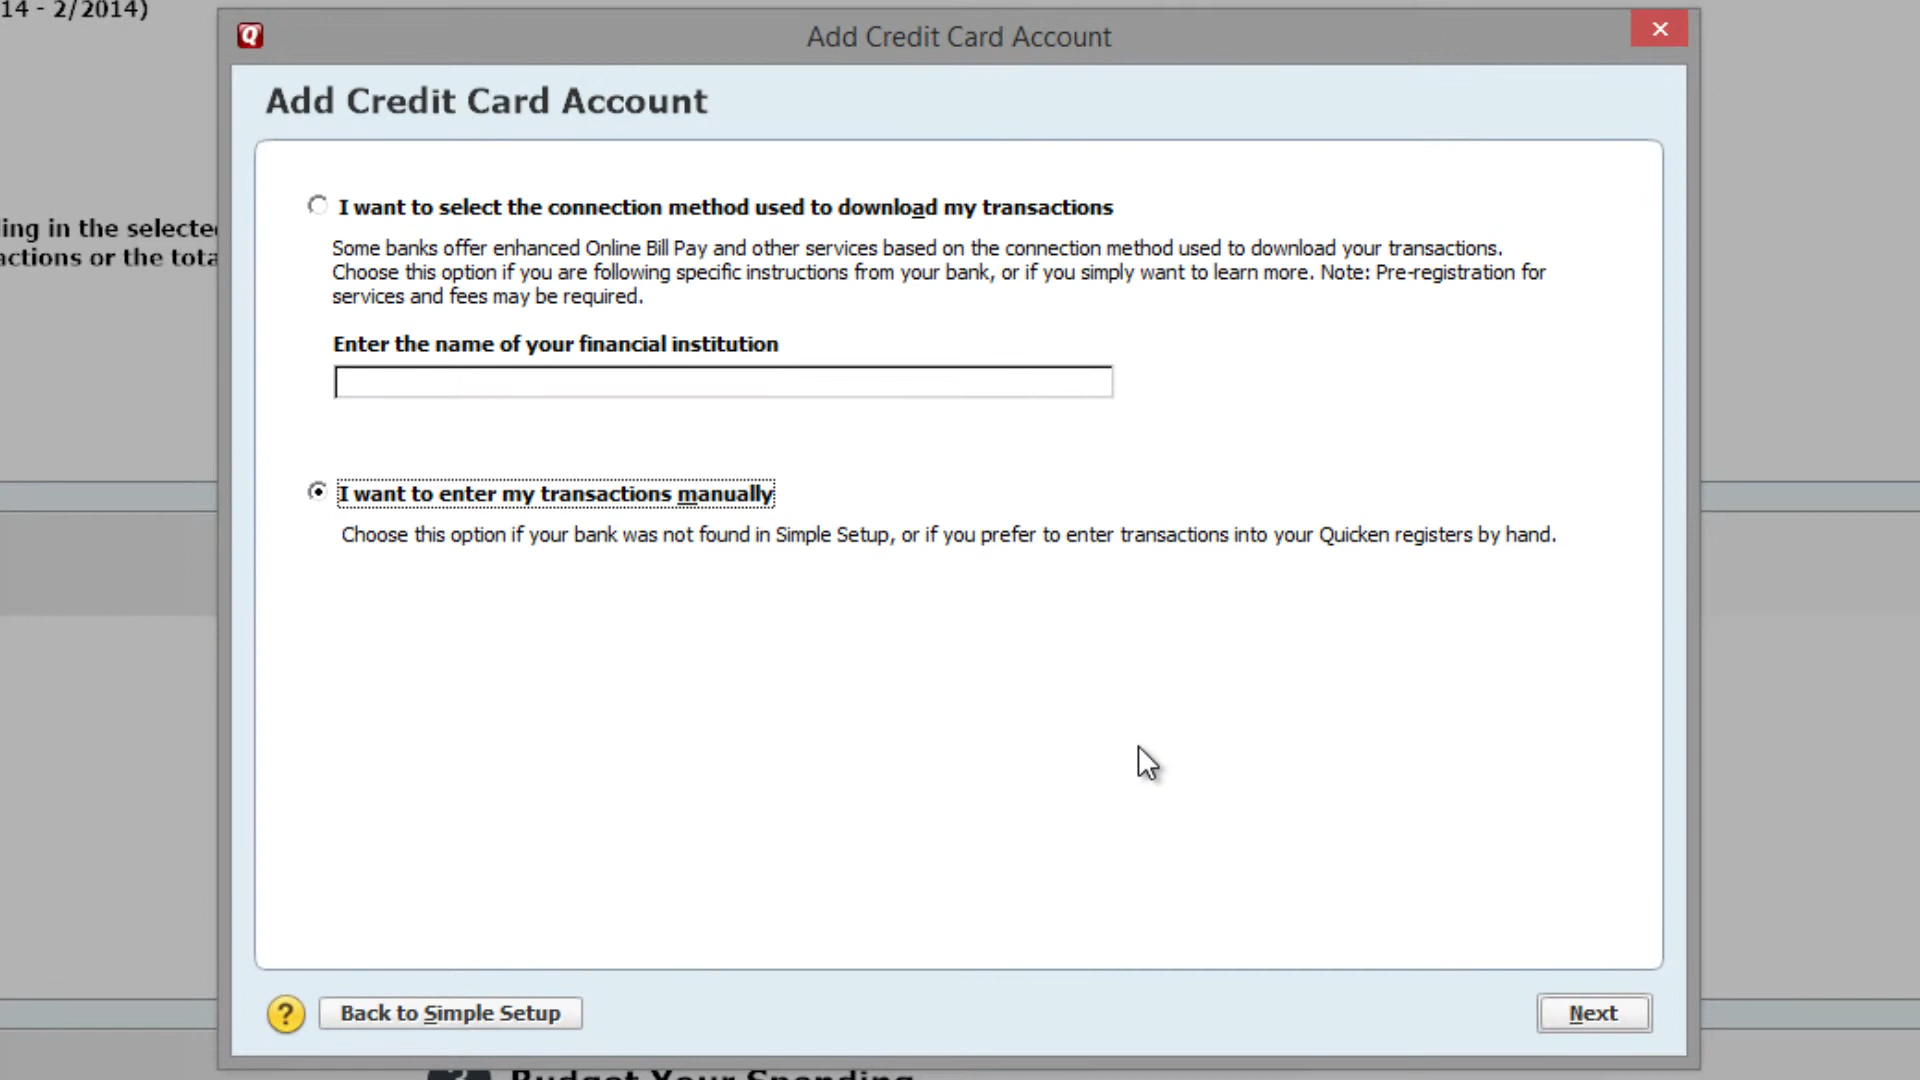 14 - 2/2014)
Add Credit Card Account
Add Credit Card Account
I want to select the connection method used to download my transactions
ing in the selected
Some banks offer enhanced Online Bill Pay and other services based on the connection method used to download your transactions.
actions or the tota
Choose this option if you are following specific instructions from your bank, or if you simply want to learn more. Note: Pre-registration for
services and fees may be required.
Enter the name of your financial institution
I want to enter my transactions manually
Choose this option if your bank was not found in Simple Setup, or if you prefer to enter transactions into your Quicken registers by hand.
? Back to Simple Setup
Next
Budget Your Spending